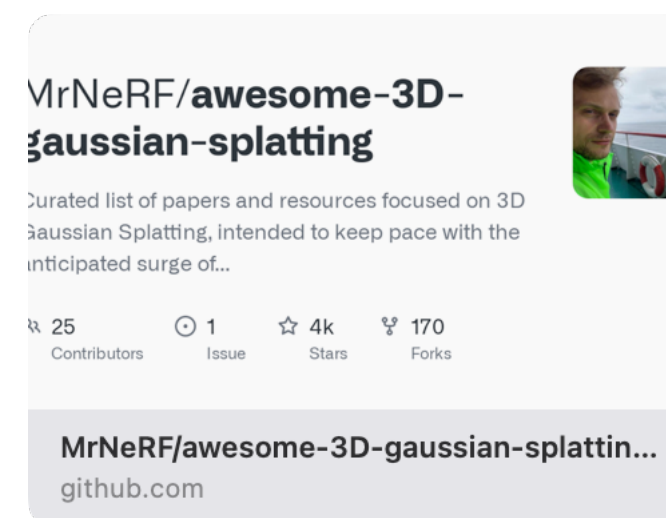 MrNeRF/awesome-3D-
gaussian-splatting
Curated list of papers and resources focused on 3D
Gaussian Splatting, intended to keep pace with the
anticipated surge of...
25
Contributors
1
Issue
4k
Stars
170
Forks
MrNeRF/awesome-3D-gaussian-splattin...
github.com